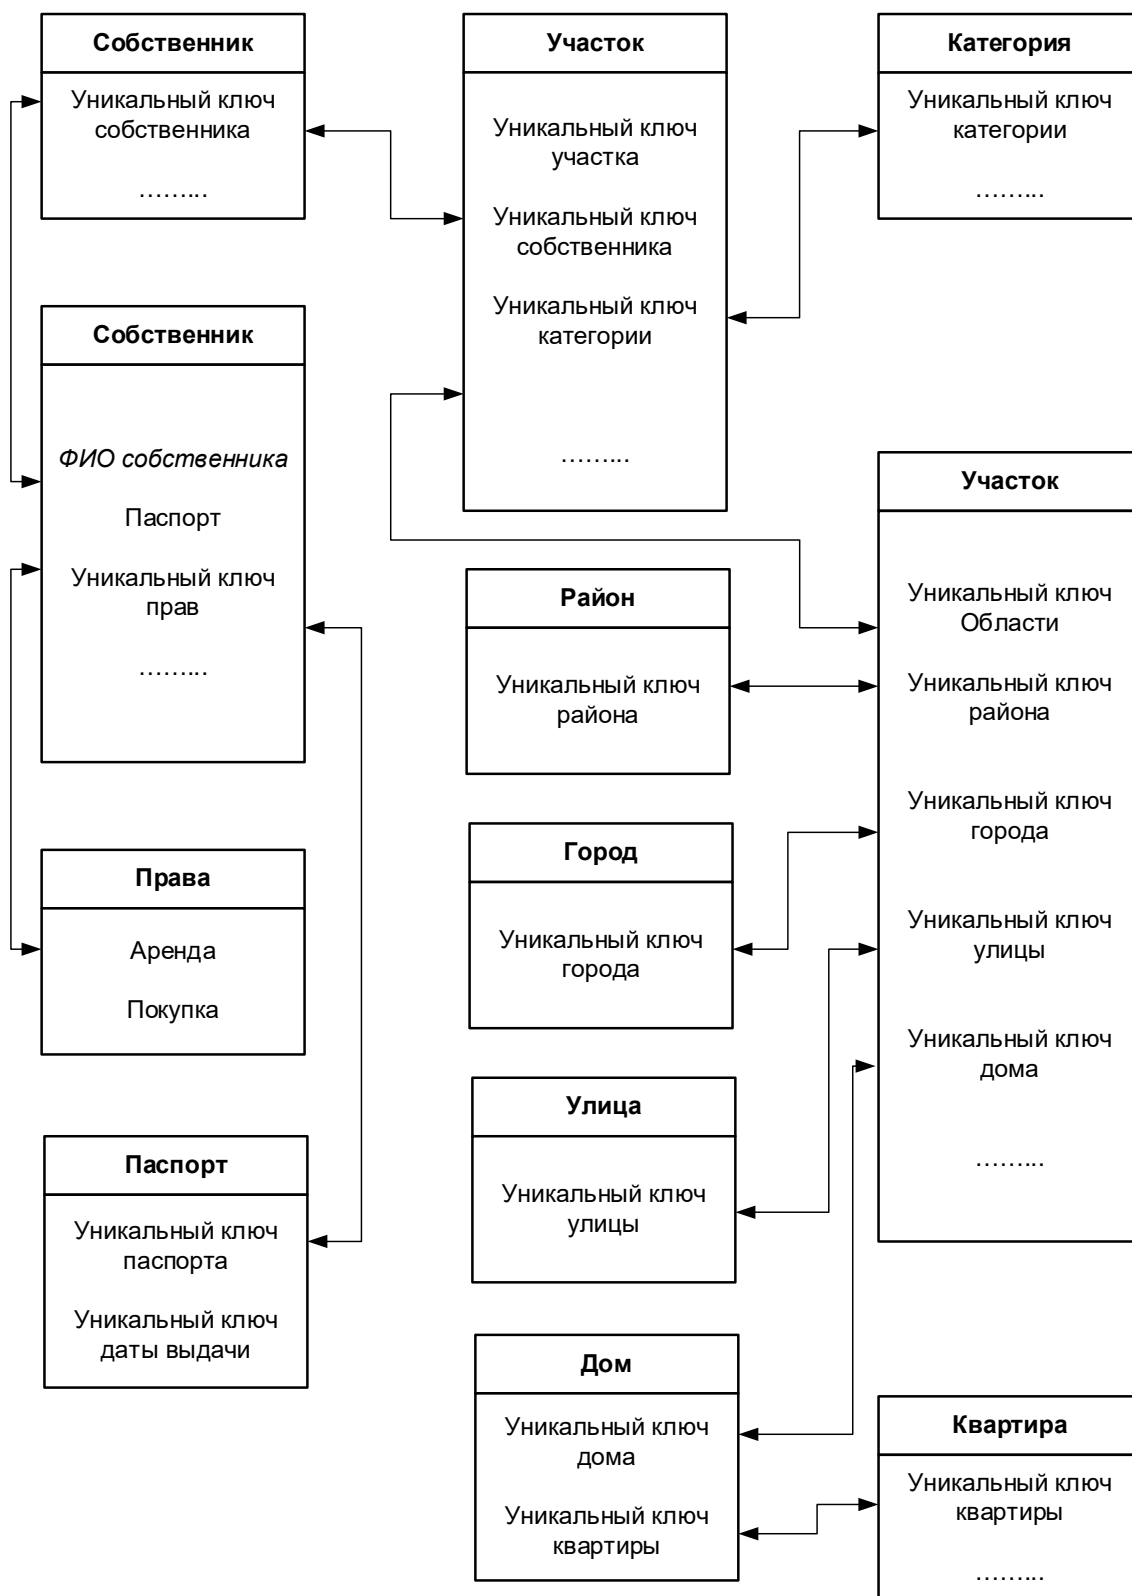 Собственник
Уникальный ключ
собственника
………
Участок
Уникальный ключ
участка
Уникальный ключ
собственника
Уникальный ключ
категории
………
Категория
Уникальный ключ
категории
………
Собственник
ФИО собственника
Паспорт
Уникальный ключ
прав
………
Участок
Уникальный ключ
Области
Уникальный ключ
района
Уникальный ключ
города
Уникальный ключ
улицы
Уникальный ключ
дома
………
Район
Уникальный ключ
района
Город
Уникальный ключ
города
Права
Аренда
Покупка
Улица
Уникальный ключ
улицы
Паспорт
Уникальный ключ
паспорта
Уникальный ключ
даты выдачи
Дом
Уникальный ключ
дома
Уникальный ключ
квартиры
Квартира
Уникальный ключ
квартиры
………